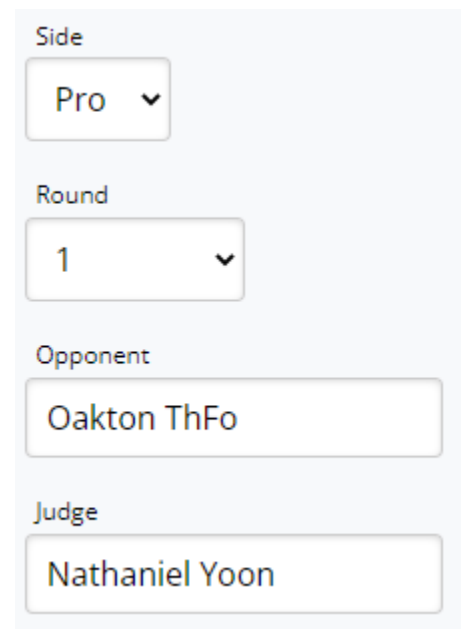 Side
Pro
Round
1
Opponent
Oakton ThFo
Judge
Nathaniel Yoon